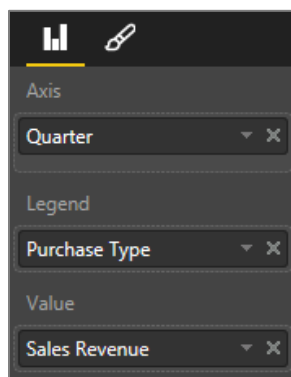 Axis
Quarter
Legend
Purchase Type
Value
Sales Revenue